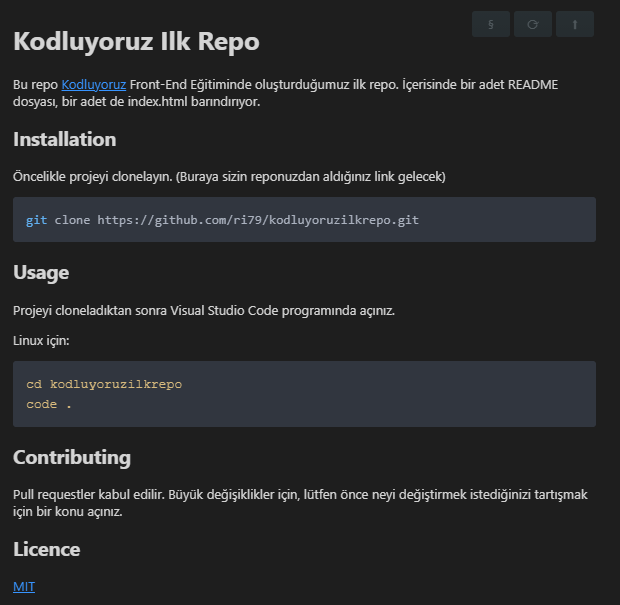 Kodluyoruz Ilk Repo
Bu repo Kodluyoruz Front-End Eğitiminde oluşturduğumuz ilk repo. İçerisinde bir adet README
dosyası, bir adet de index.html barındırıyor.
Installation
Öncelikle projeyi clonelayın. (Buraya sizin reponuzdan aldığınız link gelecek)
git clone https://github.com/ri79/kodluyoruzilkrepo.git
Usage
Projeyi cloneladıktan sonra Visual Studio Code programında açınız.
Linux için:
cd kodluyoruzilkrepo
code .
Contributing
Pull requestler kabul edilir. Büyük değişiklikler için, lütfen önce neyi değiştirmek istediğinizi tartışmak
için bir konu açınız.
Licence
MIT